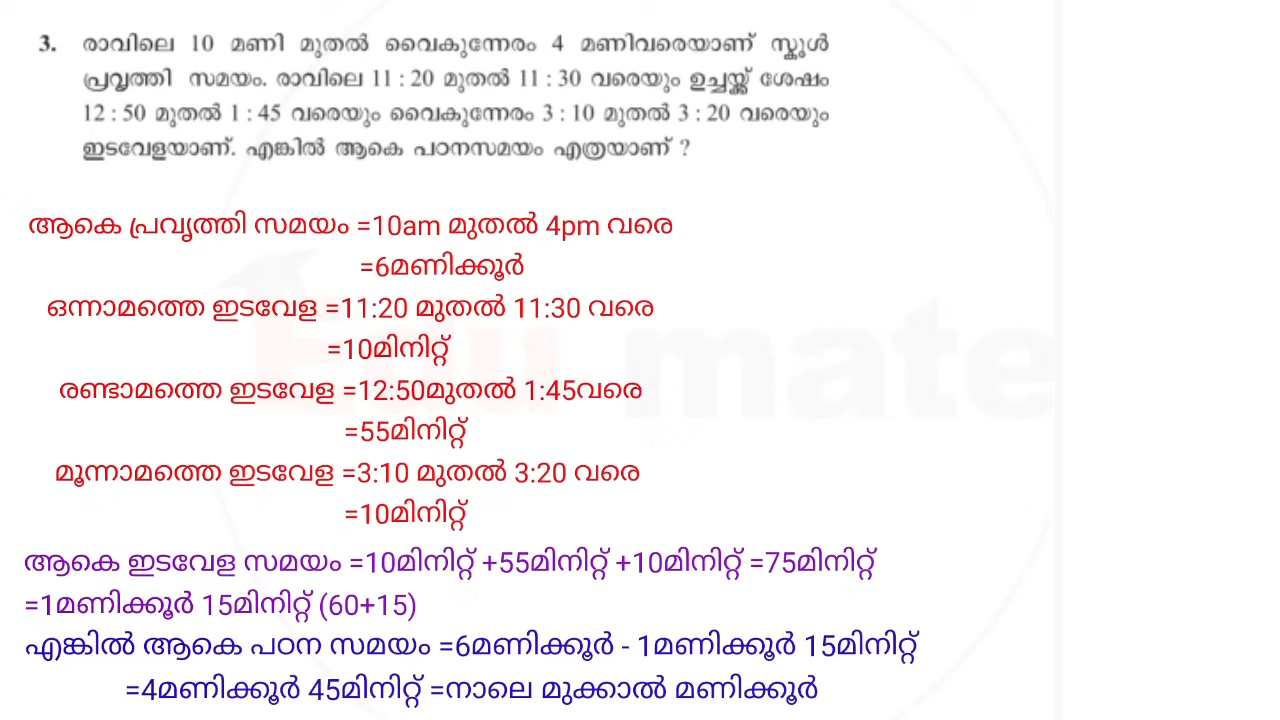 3. രാവിലെ 10 മണി മുതൽ വൈകുന്നേരം 4 മണിവരെയാണ് സ്കൂൾ
പ്രവൃത്തി സമയം. രാവിലെ 11 : 20 മുതൽ 11 : 30 വരെയും ഉച്ചയ്ക്ക് ശേഷം
12 : 50 മുതൽ 1 : 45 വരെയും വൈകുന്നേരം 3 : 10 മുതൽ 3 : 20 വരെയും
ഇടവേളയാണ്. എങ്കിൽ ആകെ പഠനസമയം എത്രയാണ് ?
ആകെ പ്രവൃത്തി സമയം =10am മുതൽ 4pm വരെ
=6മണിക്കൂർ
ഒന്നാമത്തെ ഇടവേള =11:20 മുതൽ 11:30 വരെ
=10മിനിറ്റ്
രണ്ടാമത്തെ ഇടവേള =12:50മുതൽ 1:45വരെ
=55മിനിറ്റ്
മൂന്നാമത്തെ ഇടവേള =3:10 മുതൽ 3:20 വരെ
=10മിനിറ്റ്
ആകെ ഇടവേള സമയം =10മിനിറ്റ് +55മിനിറ്റ് +10മിനിറ്റ് =75മിനിറ്റ്
=1മണിക്കൂർ 15മിനിറ്റ് (60+15)
എങ്കിൽ ആകെ പഠന സമയം =6മണിക്കൂർ - 1മണിക്കൂർ 15മിനിറ്റ്
=4മണിക്കൂർ 45മിനിറ്റ് =നാലെ മുക്കാൽ മണിക്കൂർ
Edu mate